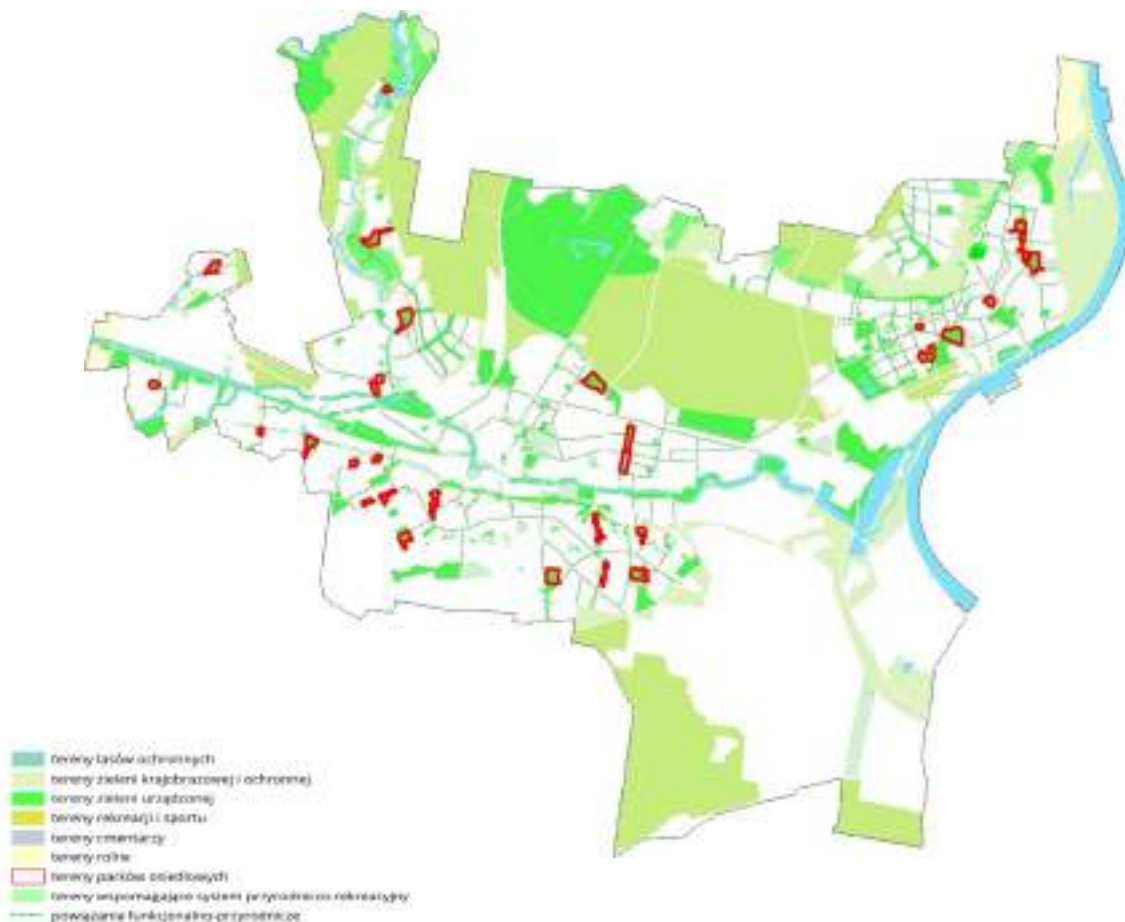 tereny lasów ochronnych
tereny zieleni krajobrazowej i ochronnej
tereny zieleni urządzonej
tereny rekreacji i sportu
tereny cmentarzy
tereny rolne
tereny parków osiedlowych
tereny wspomagające system przyrodniczo-rekreacyjny
powiązania funkcjonalno-przyrodnicze